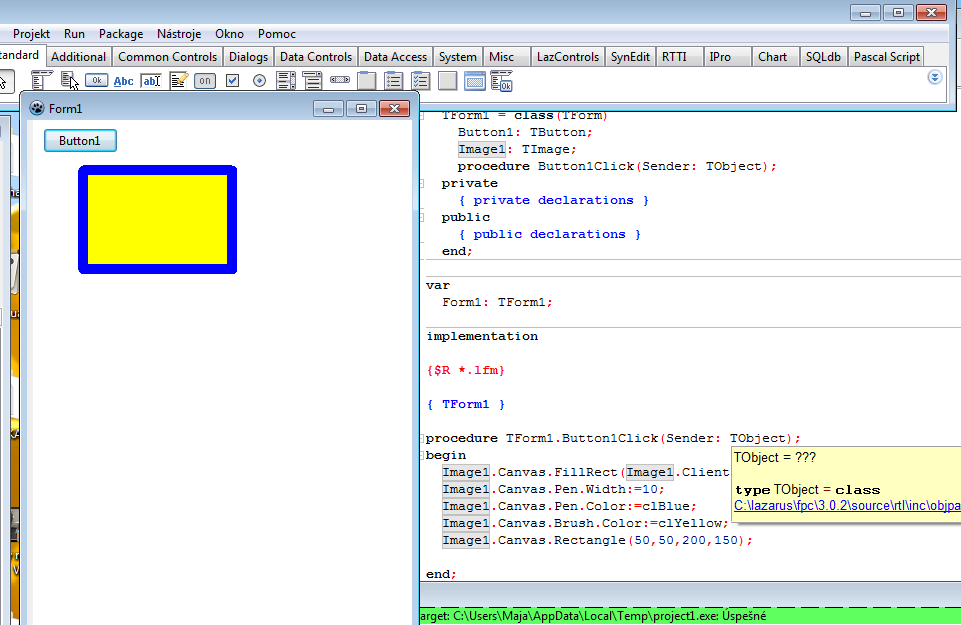 Projekt Run Package Nástroje Okno Pomoc
tandard Additional Common Controls Dialogs Data Controls Data Access System Misc LazControls SynEdit RTTI IPro Chart SQLdb Pascal Script
Ok Abc abI on Ok
Form1
Button1
TForm1 = class(TForm)
Button1: TButton;
Image1: TImage;
procedure Button1Click(Sender: TObject);
private
{ private declarations }
public
{ public declarations }
end;
var
Form1: TForm1;
implementation
{$R *.lfm}
{ TForm1 }
procedure TForm1.Button1Click(Sender: TObject);
begin
Image1.Canvas.FillRect(Image1.Client
Image1.Canvas.Pen.Width:=10;
Image1.Canvas.Pen.Color:=clBlue;
Image1.Canvas.Brush.Color:=clYellow;
Image1.Canvas.Rectangle(50,50,200,150);
end;
TObject = ???
type TObject = class
C:\lazarus\fpc\3.0.2\source\rtl\inc\objpa
arget: C:\Users\Maja\AppData\Local\Temp\project1.exe: Úspešné